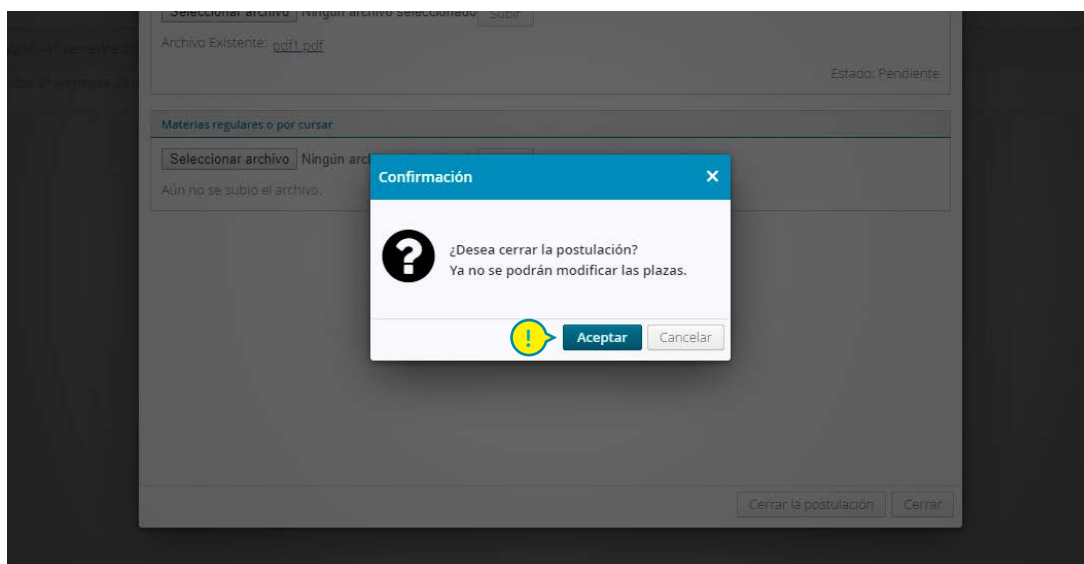 Seleccionar archivo Ningún archivo seleccionado Subir
Archivo Existente: pdf1.pdf
Estado: Pendiente
Materias regulares o por cursar
Seleccionar archivo Ningún arc
Aún no se subió el archivo.
Confirmación ×
¿Desea cerrar la postulación?
Ya no se podrán modificar las plazas.
! Aceptar Cancelar
Cerrar la postulación Cerrar